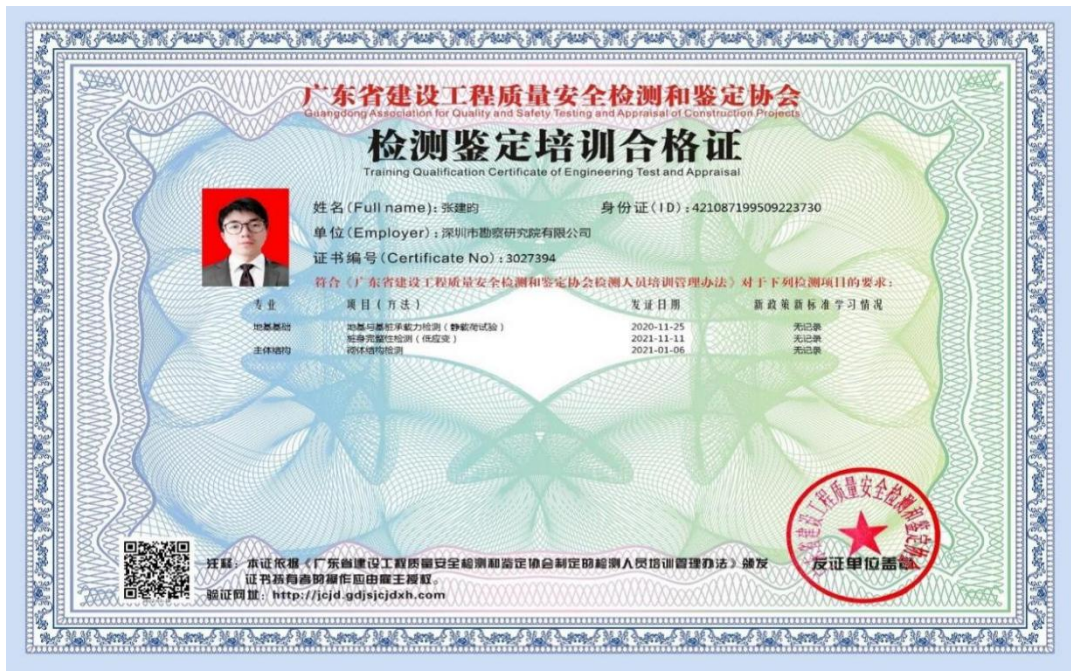 广东省建设工程质量安全检测和鉴定协会
Guangdong Association for Quality and Safety Testing and Appraisal of Construction Projects
检测鉴定培训合格证
Training Qualification Certificate of Engineering Test and Appraisal
姓名(Full name):张建昀 身份证(ID):421087199509223730
单位(Employer):深圳市勘察研究院有限公司
证书编号(Certificate No):3027394
符合《广东省建设工程质量安全检测和鉴定协会检测人员培训管理办法》对于下列检测项目的要求:
专业 项目(方法) 发证日期 新政策新标准学习情况
地基基础 地基与基桩承载力检测(静载荷试验) 2020-11-25 无记录
桩身完整性检测(低应变) 2021-11-11 无记录
主体结构 砌体结构检测 2021-01-06 无记录
建设工程质量安全检测和鉴定协
发证单位盖章
注释: 本证依据《广东省建设工程质量安全检测和鉴定协会制定的检测人员培训管理办法》颁发
证书持有者的操作应由雇主授权。
验证网址: http://jcjd.gdjsjcjdxh.com